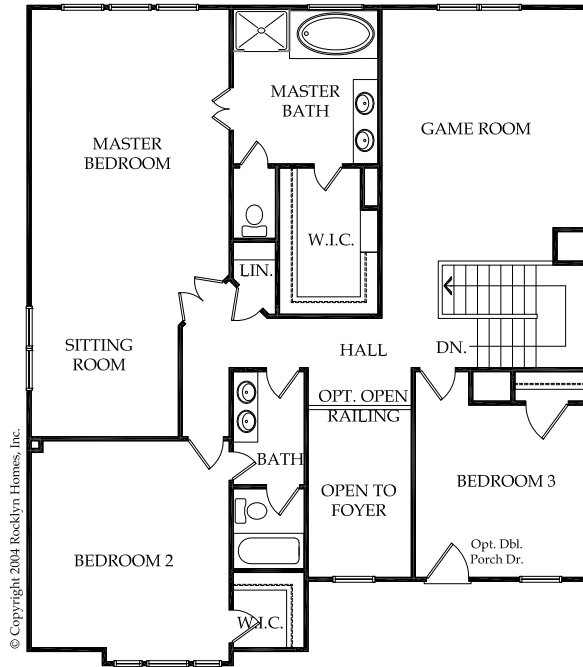 MASTER
BATH
GAME ROOM
MASTER
BEDROOM
W.I.C.
LIN.
SITTING
ROOM
HALL
DN.
OPT. OPEN
RAILING
BATH
OPEN TO
FOYER
BEDROOM 3
BEDROOM 2
Opt. Dbl.
Porch Dr.
W.I.C.
© Copyright 2004 Rocklyn Homes, Inc.